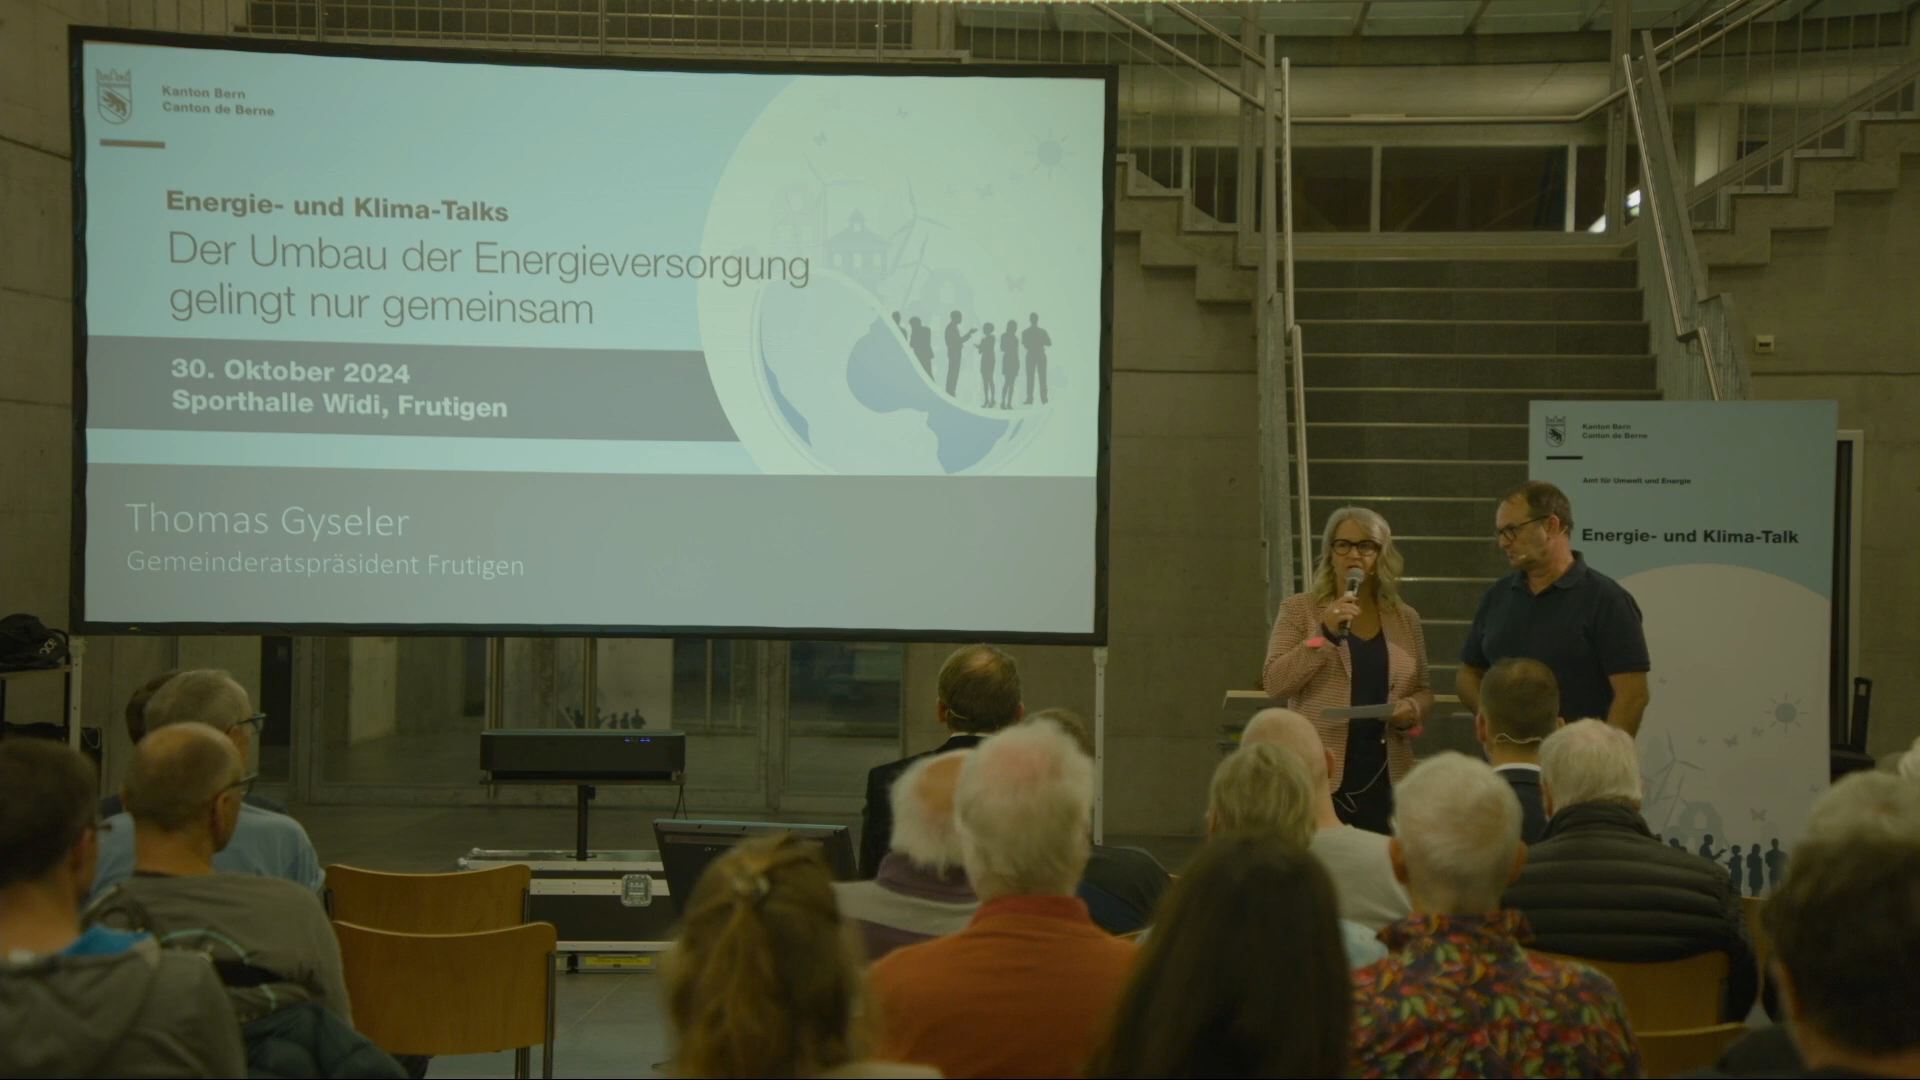 Kanton Bern
Canton de Berne
Energie- und Klima-Talks
Der Umbau der Energieversorgung
gelingt nur gemeinsam
30. Oktober 2024
Sporthalle Widi, Frutigen
Thomas Gyseler
Gemeinderatspräsident Frutigen
Kanton Bern
Canton de Berne
Amt für Umwelt und Energie
Energie- und Klima-Talk